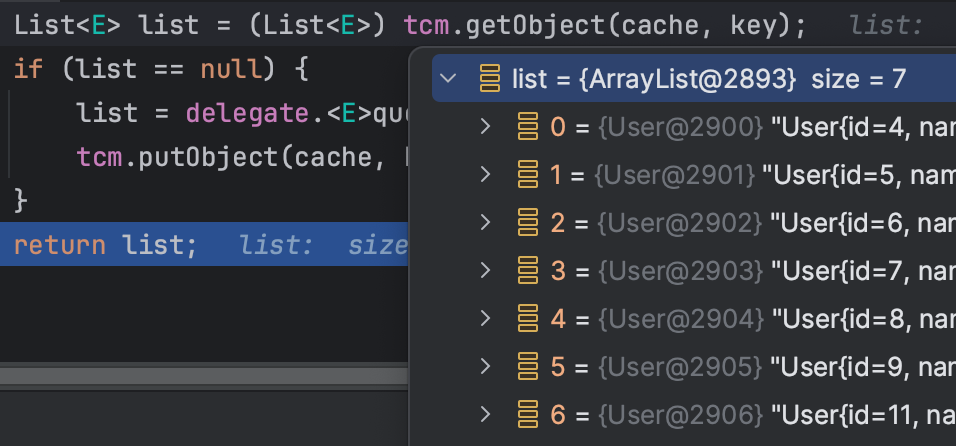 List<E> list = (List<E>) tcm.getObject(cache, key);   list:
if (list == null) {
list = delegate.<E>que
tcm.putObject(cache,
}
return list;   list:  size
list = {ArrayList@2893}  size = 7
0 = {User@2900} "User{id=4, nam
1 = {User@2901} "User{id=5, nam
2 = {User@2902} "User{id=6, nam
3 = {User@2903} "User{id=7, nam
4 = {User@2904} "User{id=8, nam
5 = {User@2905} "User{id=9, nam
6 = {User@2906} "User{id=11, nam